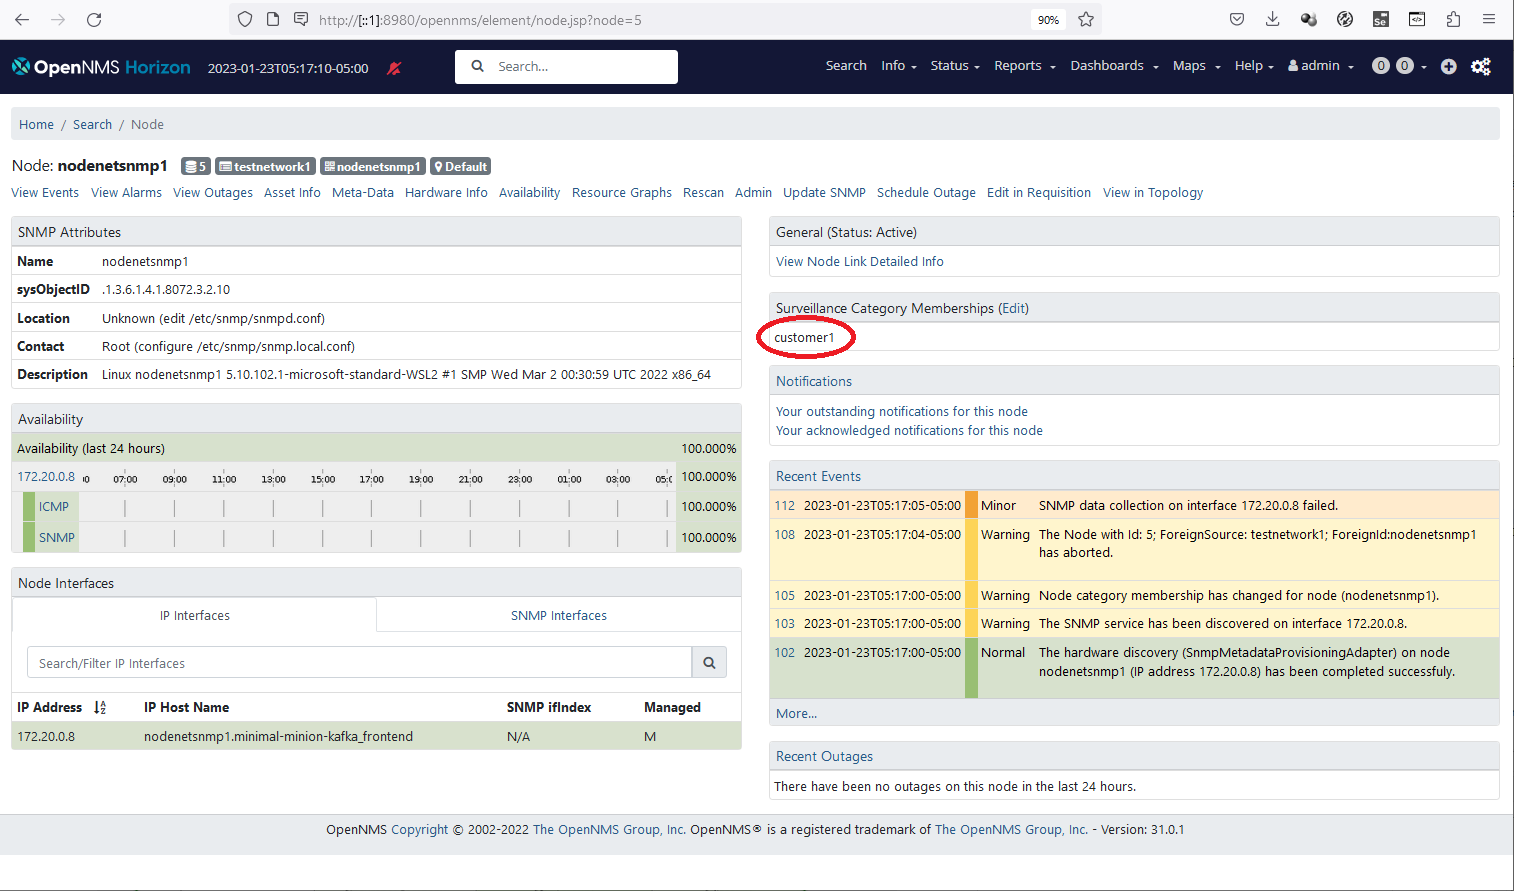 http://[::1]:8980/opennms/element/node.jsp?node=5 90%
OpenNMS Horizon 2023-01-23T05:17:10-05:00 Search... Search Info Status Reports Dashboards Maps Help admin 0 0
Home / Search / Node
Node: nodenetsnmp1 5 testnetwork1 nodenetsnmp1 Default
View Events View Alarms View Outages Asset Info Meta-Data Hardware Info Availability Resource Graphs Rescan Admin Update SNMP Schedule Outage Edit in Requisition View in Topology
SNMP Attributes
Name nodenetsnmp1
sysObjectID .1.3.6.1.4.1.8072.3.2.10
Location Unknown (edit /etc/snmp/snmpd.conf)
Contact Root (configure /etc/snmp/snmp.local.conf)
Description Linux nodenetsnmp1 5.10.102.1-microsoft-standard-WSL2 #1 SMP Wed Mar 2 00:30:59 UTC 2022 x86_64
Availability
Availability (last 24 hours) 100.000%
172.20.0.8 07:00 09:00 11:00 13:00 15:00 17:00 19:00 21:00 23:00 01:00 03:00 100.000%
ICMP 100.000%
SNMP 100.000%
Node Interfaces
IP Interfaces SNMP Interfaces
Search/Filter IP Interfaces
IP Address IP Host Name SNMP ifIndex Managed
172.20.0.8 nodenetsnmp1.minimal-minion-kafka_frontend N/A M
General (Status: Active)
View Node Link Detailed Info
Surveillance Category Memberships (Edit)
customer1
Notifications
Your outstanding notifications for this node
Your acknowledged notifications for this node
Recent Events
112 2023-01-23T05:17:05-05:00 Minor SNMP data collection on interface 172.20.0.8 failed.
108 2023-01-23T05:17:04-05:00 Warning The Node with Id: 5; ForeignSource: testnetwork1; ForeignId:nodenetsnmp1
has aborted.
105 2023-01-23T05:17:00-05:00 Warning Node category membership has changed for node (nodenetsnmp1).
103 2023-01-23T05:17:00-05:00 Warning The SNMP service has been discovered on interface 172.20.0.8.
102 2023-01-23T05:17:00-05:00 Normal The hardware discovery (SnmpMetadataProvisioningAdapter) on node
nodenetsnmp1 (IP address 172.20.0.8) has been completed successfuly.
More...
Recent Outages
There have been no outages on this node in the last 24 hours.
OpenNMS Copyright © 2002-2022 The OpenNMS Group, Inc. OpenNMS® is a registered trademark of The OpenNMS Group, Inc. - Version: 31.0.1